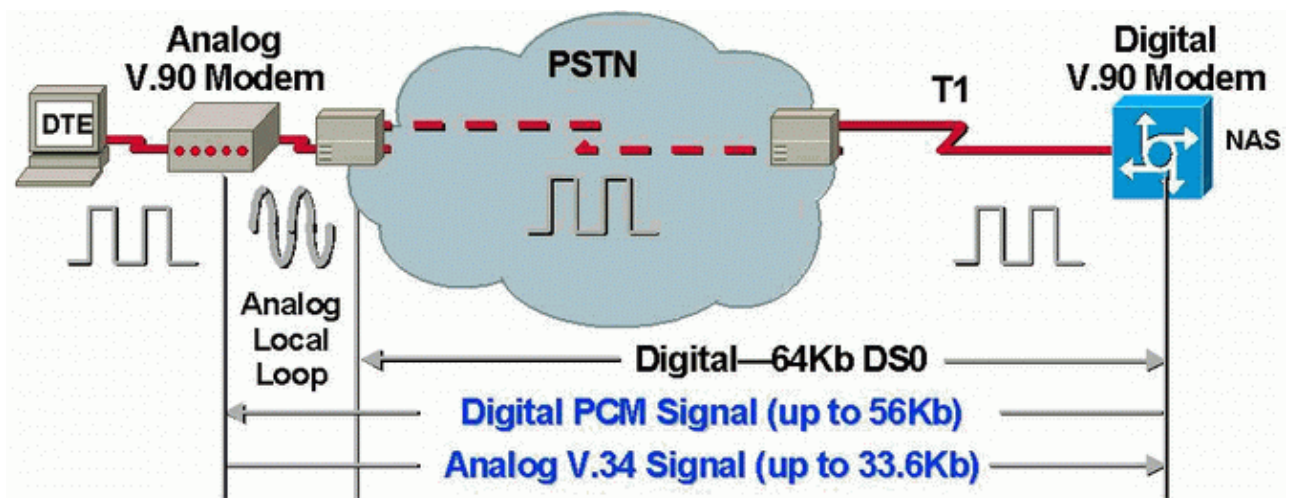 Analog
V.90 Modem
PSTN
Digital
V.90 Modem
DTE
T1
NAS
Analog
Local
Loop
Digital—64Kb DS0
Digital PCM Signal (up to 56Kb)
Analog V.34 Signal (up to 33.6Kb)